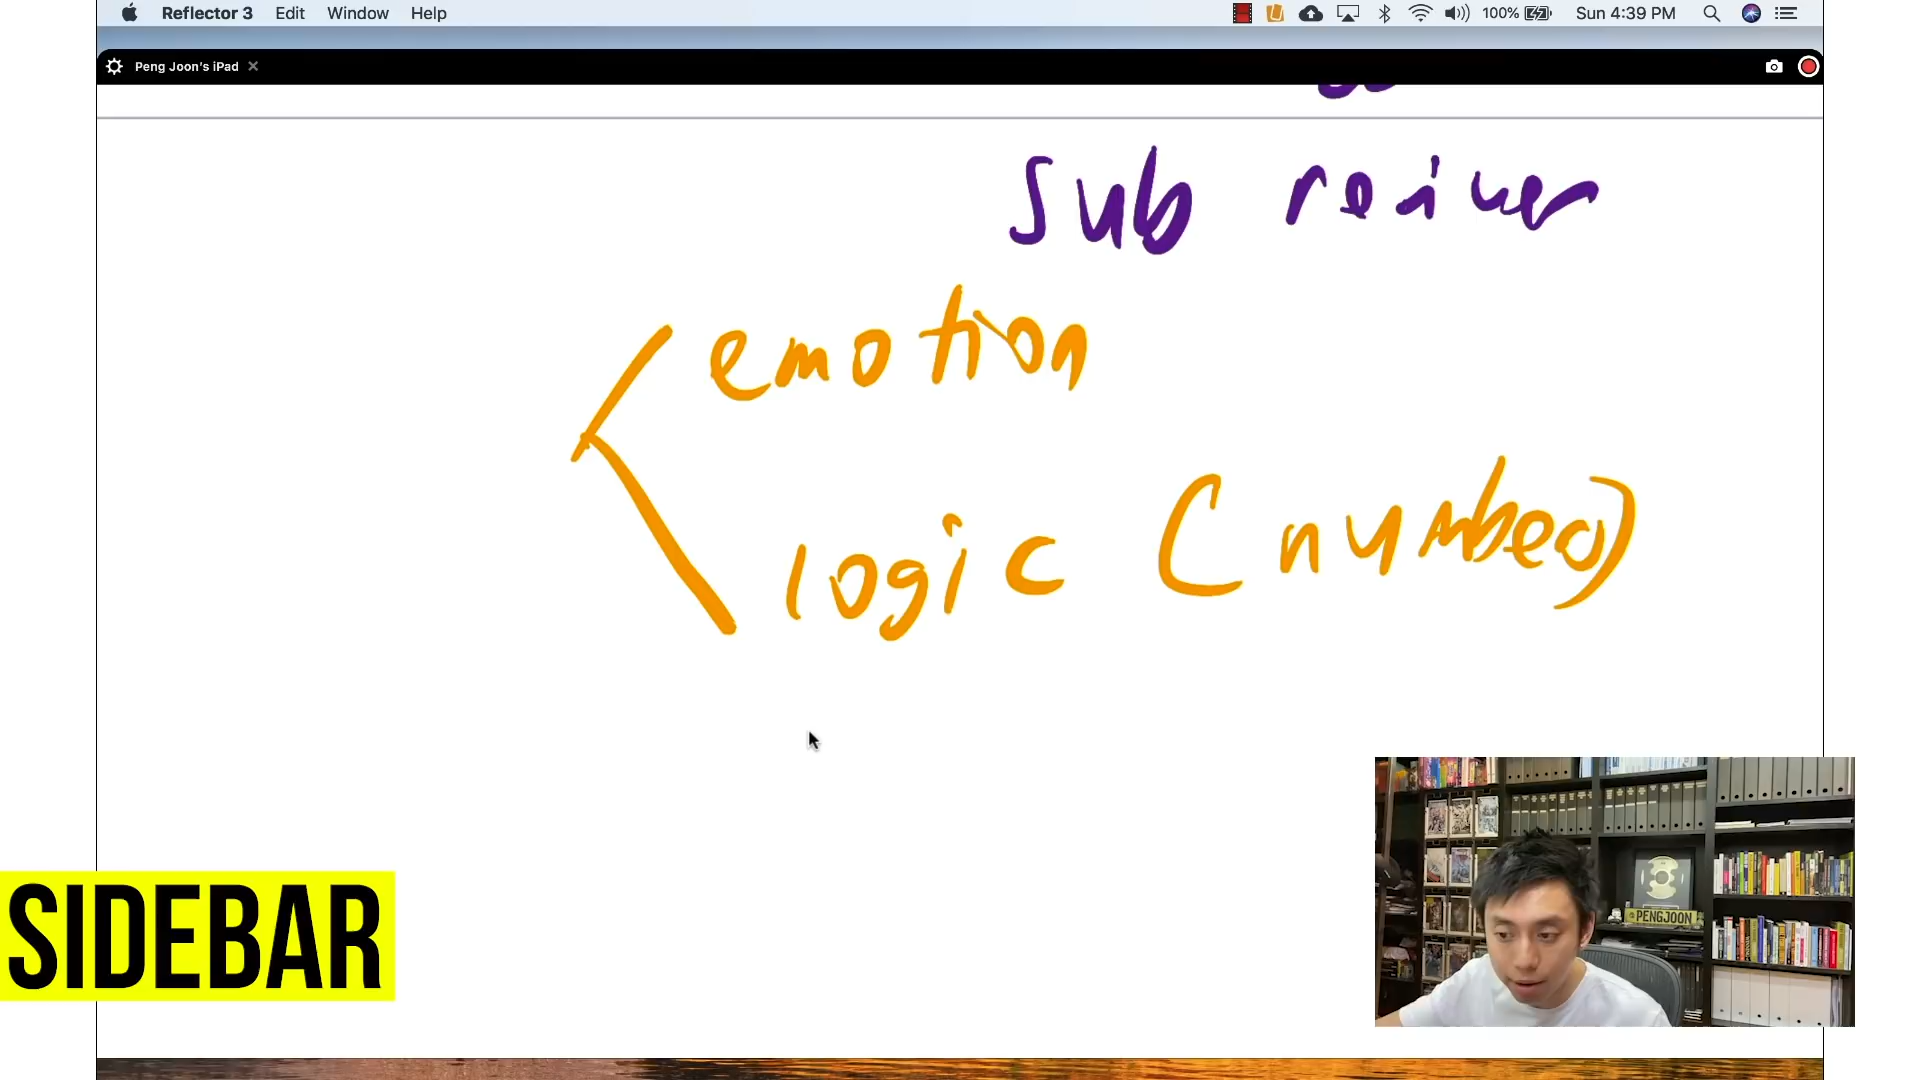 Reflector 3 Edit Window Help 100% Sun 4:39 PM
Peng Joon's iPad
sub
emotion
logic (number)
SIDEBAR
PENGJOON